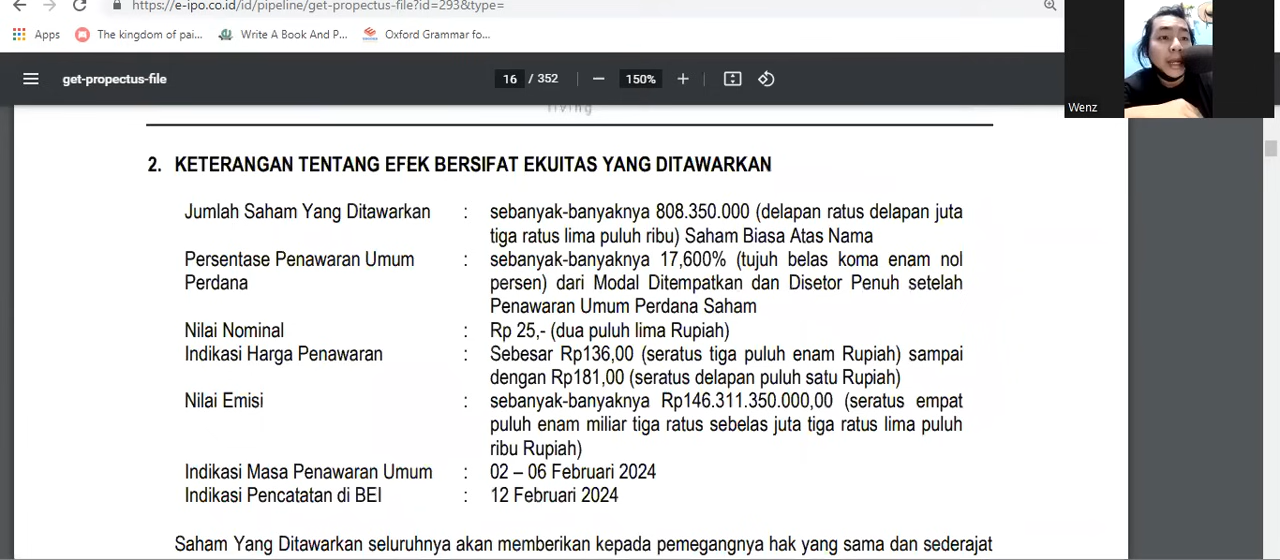 https://e-ipo.co.id/id/pipeline/get-propectus-file?id=293&type=
Apps The kingdom of pai... Write A Book And P... Oxford Grammar fo...
get-propectus-file 16 / 352 150%
Wenz
living
2. KETERANGAN TENTANG EFEK BERSIFAT EKUITAS YANG DITAWARKAN
Jumlah Saham Yang Ditawarkan : sebanyak-banyaknya 808.350.000 (delapan ratus delapan juta
tiga ratus lima puluh ribu) Saham Biasa Atas Nama
Persentase Penawaran Umum : sebanyak-banyaknya 17,600% (tujuh belas koma enam nol
Perdana persen) dari Modal Ditempatkan dan Disetor Penuh setelah
Penawaran Umum Perdana Saham
Nilai Nominal : Rp 25,- (dua puluh lima Rupiah)
Indikasi Harga Penawaran : Sebesar Rp136,00 (seratus tiga puluh enam Rupiah) sampai
dengan Rp181,00 (seratus delapan puluh satu Rupiah)
Nilai Emisi : sebanyak-banyaknya Rp146.311.350.000,00 (seratus empat
puluh enam miliar tiga ratus sebelas juta tiga ratus lima puluh
ribu Rupiah)
Indikasi Masa Penawaran Umum : 02 – 06 Februari 2024
Indikasi Pencatatan di BEI : 12 Februari 2024
Saham Yang Ditawarkan seluruhnya akan memberikan kepada pemegangnya hak yang sama dan sederajat